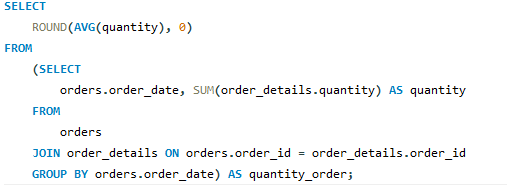 SELECT
    ROUND(AVG(quantity), 0)
FROM
    (SELECT
        orders.order_date, SUM(order_details.quantity) AS quantity
    FROM
        orders
    JOIN order_details ON orders.order_id = order_details.order_id
    GROUP BY orders.order_date) AS quantity_order;